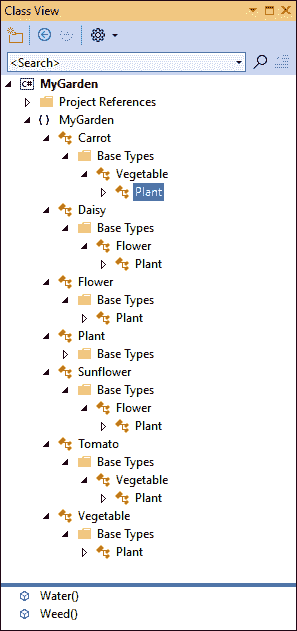 Class View
<Search>
C# MyGarden
Project References
{ } MyGarden
Carrot
Base Types
Vegetable
Plant
Daisy
Base Types
Flower
Plant
Flower
Base Types
Plant
Plant
Base Types
Sunflower
Base Types
Flower
Plant
Tomato
Base Types
Vegetable
Plant
Vegetable
Base Types
Plant
Water()
Weed()